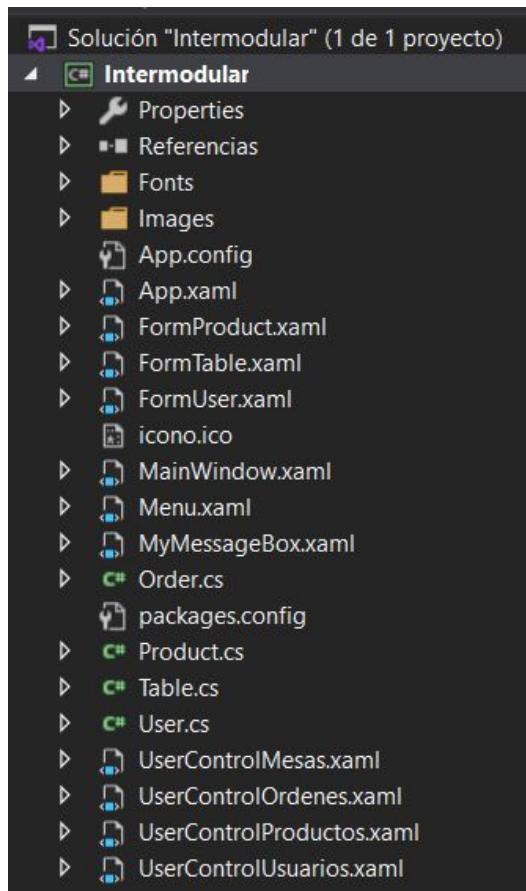 Solución "Intermodular" (1 de 1 proyecto)
C# Intermodular
Properties
Referencias
Fonts
Images
App.config
App.xaml
FormProduct.xaml
FormTable.xaml
FormUser.xaml
icono.ico
MainWindow.xaml
Menu.xaml
MyMessageBox.xaml
C# Order.cs
packages.config
C# Product.cs
C# Table.cs
C# User.cs
UserControlMesas.xaml
UserControlOrdenes.xaml
UserControlProductos.xaml
UserControlUsuarios.xaml